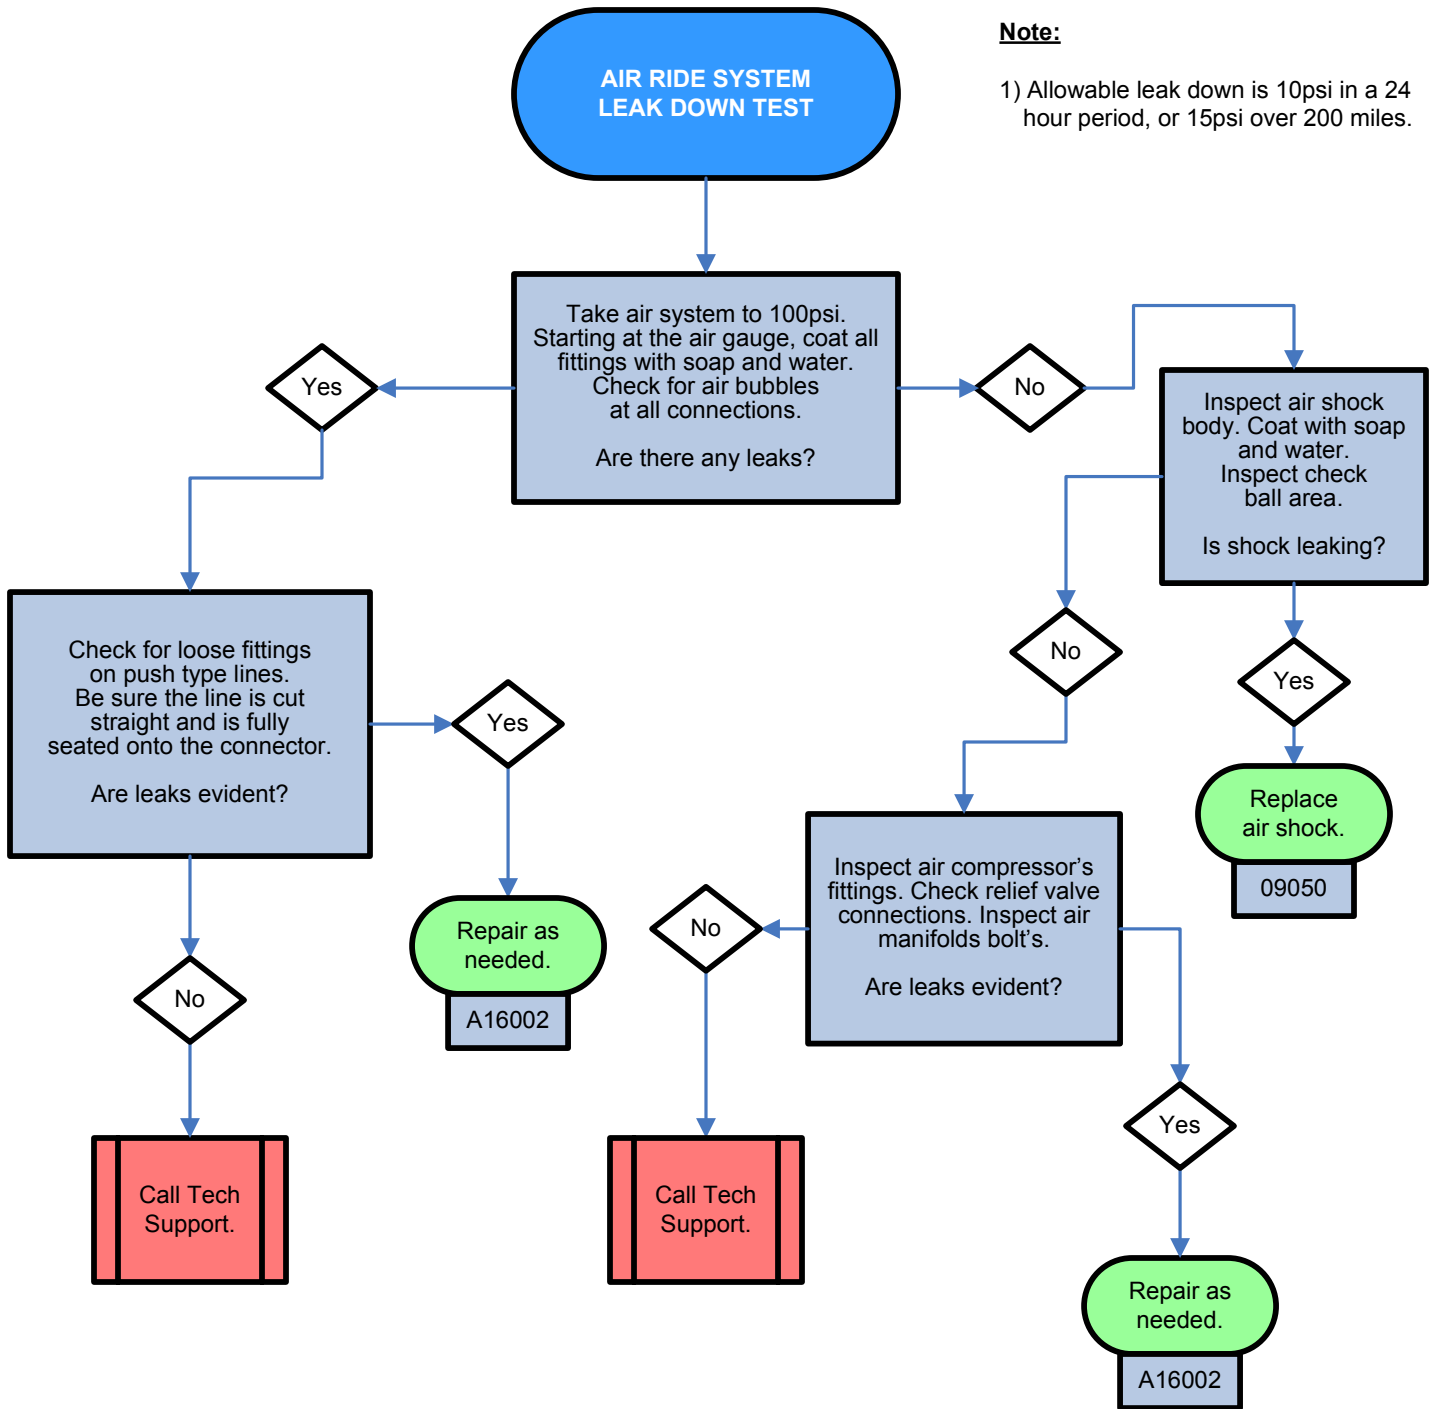 AIR RIDE SYSTEM
LEAK DOWN TEST
Note:
1) Allowable leak down is 10psi in a 24
hour period, or 15psi over 200 miles.
Take air system to 100psi.
Starting at the air gauge, coat all
fittings with soap and water.
Check for air bubbles
at all connections.
Are there any leaks?
Yes
No
Inspect air shock
body. Coat with soap
and water.
Inspect check
ball area.
Is shock leaking?
Check for loose fittings
on push type lines.
Be sure the line is cut
straight and is fully
seated onto the connector.
Are leaks evident?
Yes
No
Yes
Replace
air shock.
09050
Inspect air compressor's
fittings. Check relief valve
connections. Inspect air
manifolds bolt's.
Are leaks evident?
Repair as
needed.
A16002
No
No
Yes
Call Tech
Support.
Call Tech
Support.
Repair as
needed.
A16002